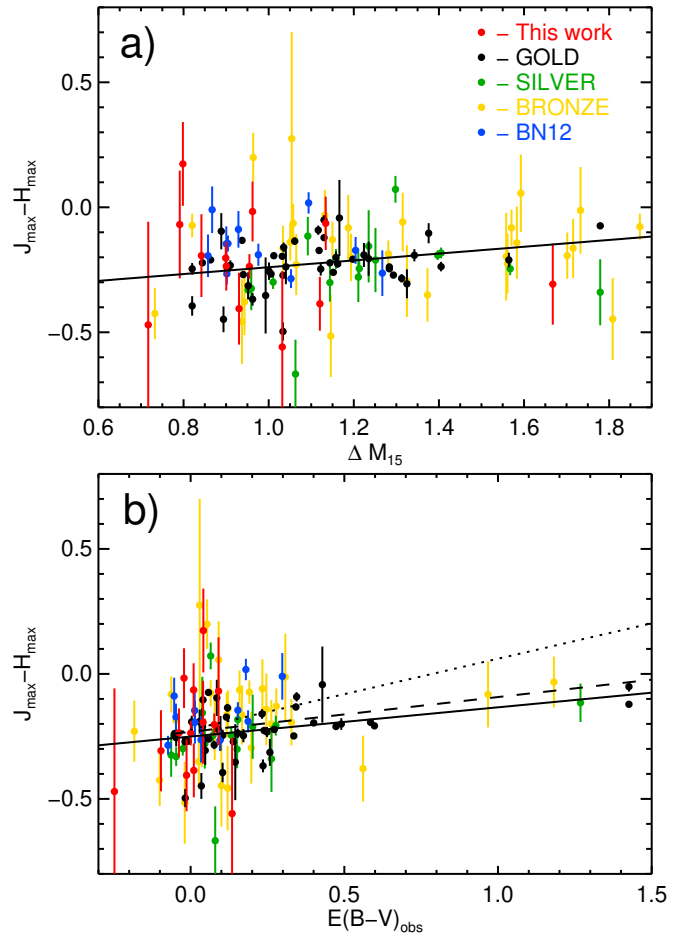 a)
– This work
– GOLD
– SILVER
– BRONZE
– BN12
0.5
0.0
−0.5
J_max−H_max
0.6 0.8 1.0 1.2 1.4 1.6 1.8
Δ M_15
b)
0.5
0.0
−0.5
J_max−H_max
0.0 0.5 1.0 1.5
E(B−V)_obs